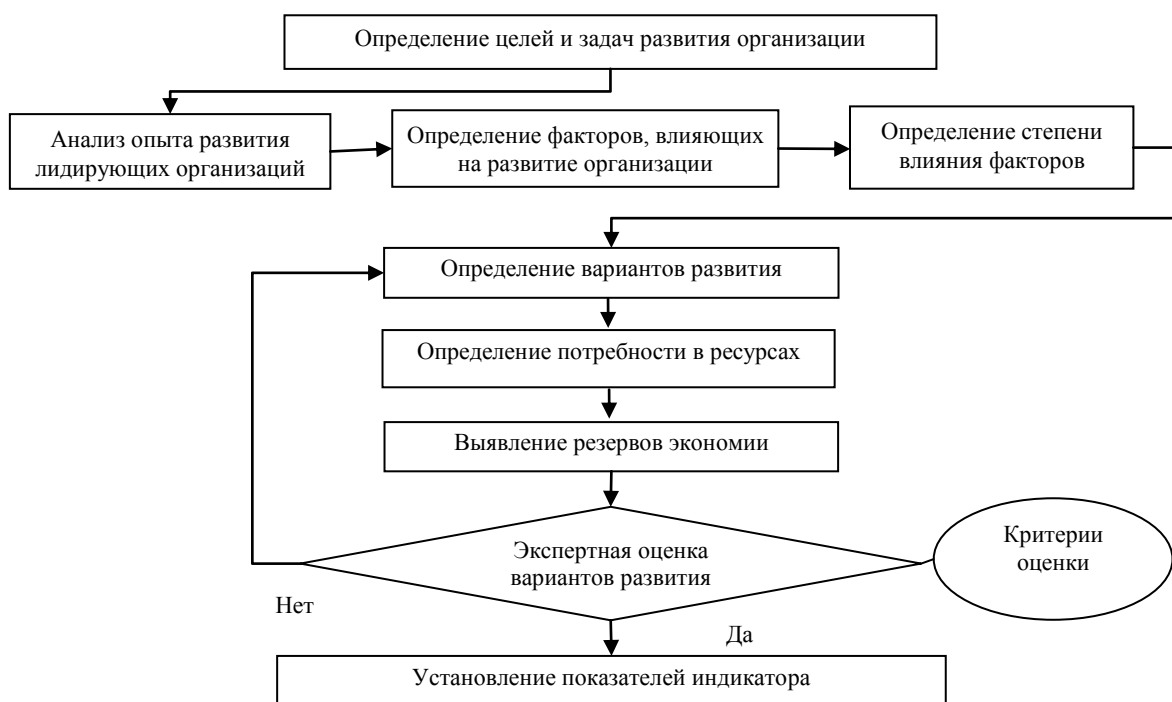 Определение целей и задач развития организации
Анализ опыта развития
лидирующих организаций
Определение факторов, влияющих
на развитие организации
Определение степени
влияния факторов
Определение вариантов развития
Определение потребности в ресурсах
Выявление резервов экономии
Экспертная оценка
вариантов развития
Критерии
оценки
Нет
Да
Установление показателей индикатора